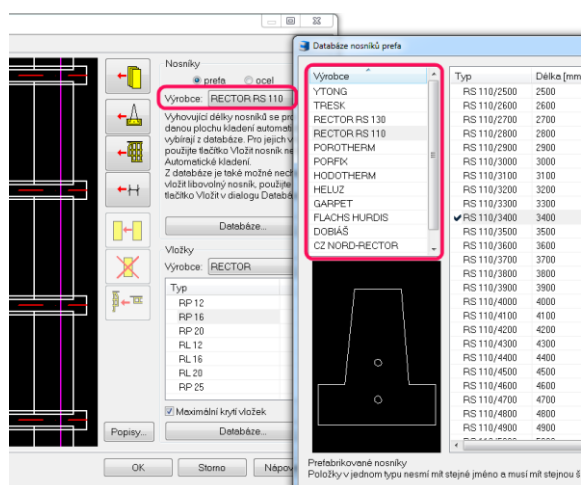 Nosníky
prefa
ocel
Výrobce: RECTOR RS 110
Vyhovující délky nosníků se pro
danou plochu kladení automati
vybírají z databáze. Pro jejich v
použijte tlačítko Vložit nosník ne
Automatické kladení.
Z databáze je také možné nech
vložit libovolný nosník, použijte
tlačítko Vložit v dialogu Databá
Databáze...
Vložky
Výrobce: RECTOR
Typ
RP 12
RP 16
RP 20
RL 12
RL 16
RL 20
RP 25
Maximální krytí vložek
Popisy...
Databáze...
OK
Storno
Nápov
Databáze nosníků prefa
Výrobce
YTONG
TRESK
RECTOR RS 130
RECTOR RS 110
POROTHERM
PORFIX
HODOTHERM
HELUZ
GARPET
FLACHS HURDIS
DOBIÁŠ
CZ NORD-RECTOR
Typ Délka [mm
RS 110/2500 2500
RS 110/2600 2600
RS 110/2700 2700
RS 110/2800 2800
RS 110/2900 2900
RS 110/3000 3000
RS 110/3100 3100
RS 110/3200 3200
RS 110/3300 3300
RS 110/3400 3400
RS 110/3500 3500
RS 110/3600 3600
RS 110/3700 3700
RS 110/3800 3800
RS 110/3900 3900
RS 110/4000 4000
RS 110/4100 4100
RS 110/4200 4200
RS 110/4300 4300
RS 110/4400 4400
RS 110/4500 4500
RS 110/4600 4600
RS 110/4700 4700
RS 110/4800 4800
RS 110/4900 4900
Prefabrikované nosníky
Položky v jednom typu nesmí mít stejné jméno a musí mít stejnou š